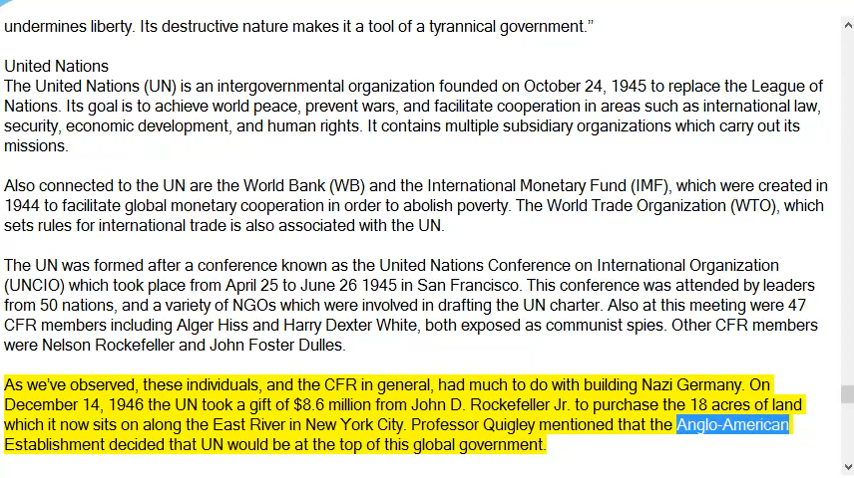 undermines liberty. Its destructive nature makes it a tool of a tyrannical government.”
United Nations
The United Nations (UN) is an intergovernmental organization founded on October 24, 1945 to replace the League of
Nations. Its goal is to achieve world peace, prevent wars, and facilitate cooperation in areas such as international law,
security, economic development, and human rights. It contains multiple subsidiary organizations which carry out its
missions.
Also connected to the UN are the World Bank (WB) and the International Monetary Fund (IMF), which were created in
1944 to facilitate global monetary cooperation in order to abolish poverty. The World Trade Organization (WTO), which
sets rules for international trade is also associated with the UN.
The UN was formed after a conference known as the United Nations Conference on International Organization
(UNCIO) which took place from April 25 to June 26 1945 in San Francisco. This conference was attended by leaders
from 50 nations, and a variety of NGOs which were involved in drafting the UN charter. Also at this meeting were 47
CFR members including Alger Hiss and Harry Dexter White, both exposed as communist spies. Other CFR members
were Nelson Rockefeller and John Foster Dulles.
As we’ve observed, these individuals, and the CFR in general, had much to do with building Nazi Germany. On
December 14, 1946 the UN took a gift of $8.6 million from John D. Rockefeller Jr. to purchase the 18 acres of land
which it now sits on along the East River in New York City. Professor Quigley mentioned that the Anglo-American
Establishment decided that UN would be at the top of this global government.